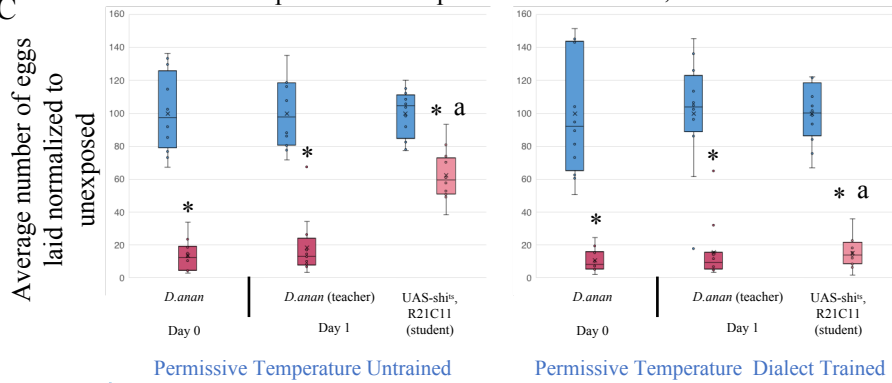 C
Average number of eggs
laid normalized to
unexposed
160
140
120
100
80
60
40
20
0
* * * a
D.anan
Day 0
D.anan (teacher)
Day 1
UAS-shiᵗˢ,
R21C11
(student)
Permissive Temperature Untrained
160
140
120
100
80
60
40
20
0
* * * a
D.anan
Day 0
D.anan (teacher)
Day 1
UAS-shiᵗˢ,
R21C11
(student)
Permissive Temperature Dialect Trained